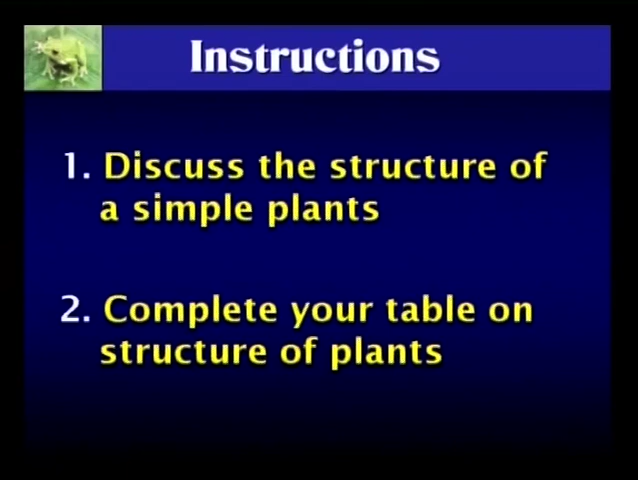 Instructions
1. Discuss the structure of
a simple plants
2. Complete your table on
structure of plants